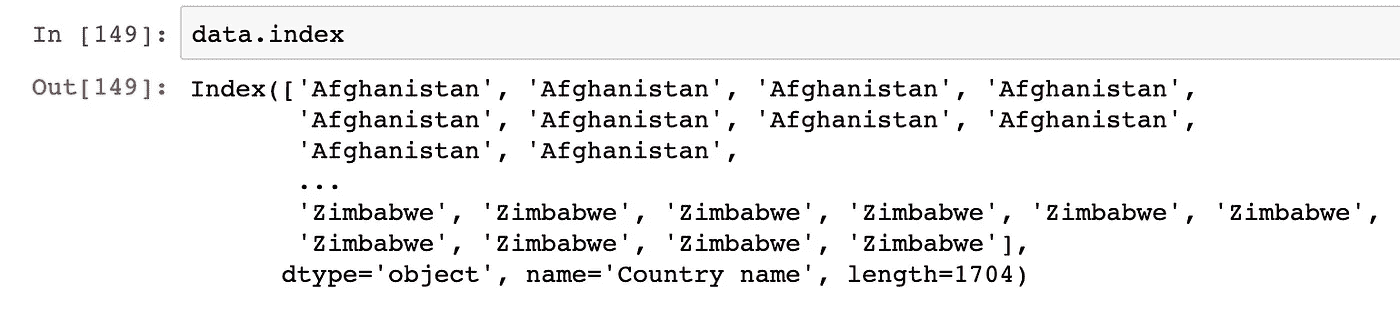 In [149]: data.index
Out[149]: Index(['Afghanistan', 'Afghanistan', 'Afghanistan', 'Afghanistan',
'Afghanistan', 'Afghanistan', 'Afghanistan', 'Afghanistan',
'Afghanistan', 'Afghanistan',
...
'Zimbabwe', 'Zimbabwe', 'Zimbabwe', 'Zimbabwe', 'Zimbabwe', 'Zimbabwe',
'Zimbabwe', 'Zimbabwe', 'Zimbabwe', 'Zimbabwe'],
dtype='object', name='Country name', length=1704)